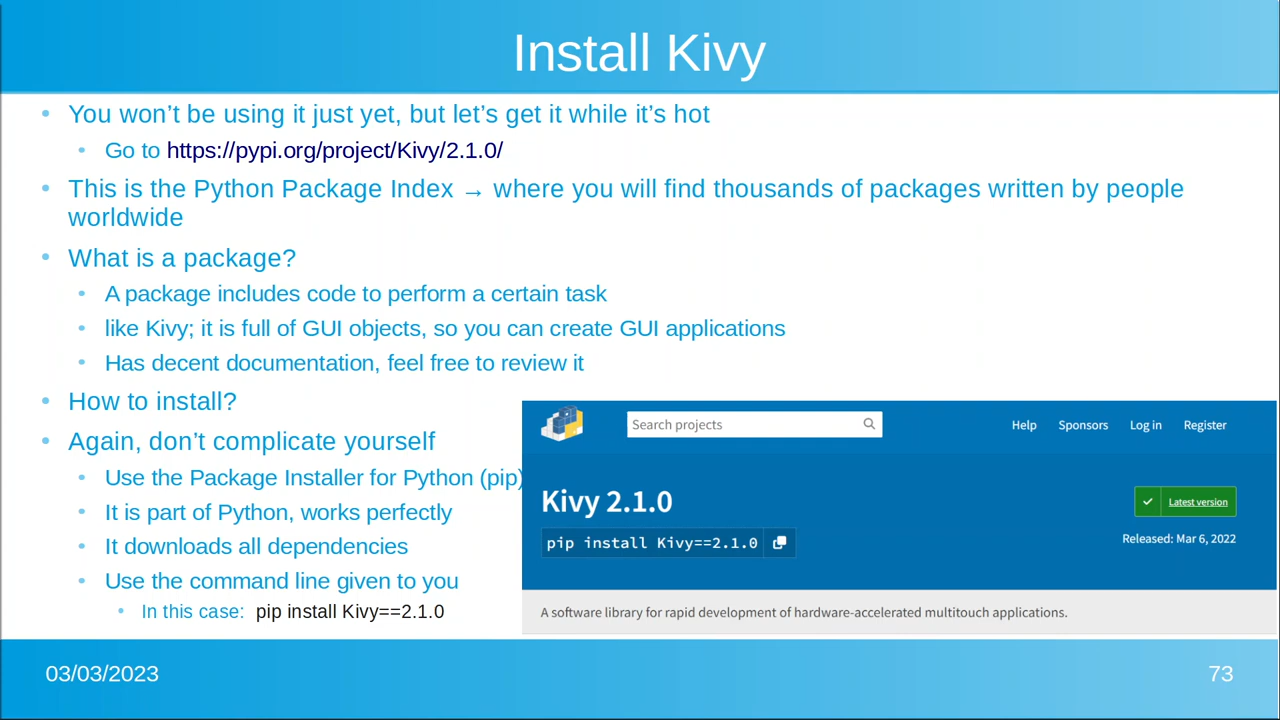 Install Kivy
You won’t be using it just yet, but let’s get it while it’s hot
Go to https://pypi.org/project/Kivy/2.1.0/
This is the Python Package Index → where you will find thousands of packages written by people
worldwide
What is a package?
A package includes code to perform a certain task
like Kivy; it is full of GUI objects, so you can create GUI applications
Has decent documentation, feel free to review it
How to install?
Again, don’t complicate yourself
Use the Package Installer for Python (pip)
It is part of Python, works perfectly
It downloads all dependencies
Use the command line given to you
In this case: pip install Kivy==2.1.0
Search projects
Help Sponsors Log in Register
Kivy 2.1.0
Latest version
pip install Kivy==2.1.0
Released: Mar 6, 2022
A software library for rapid development of hardware-accelerated multitouch applications.
03/03/2023
73